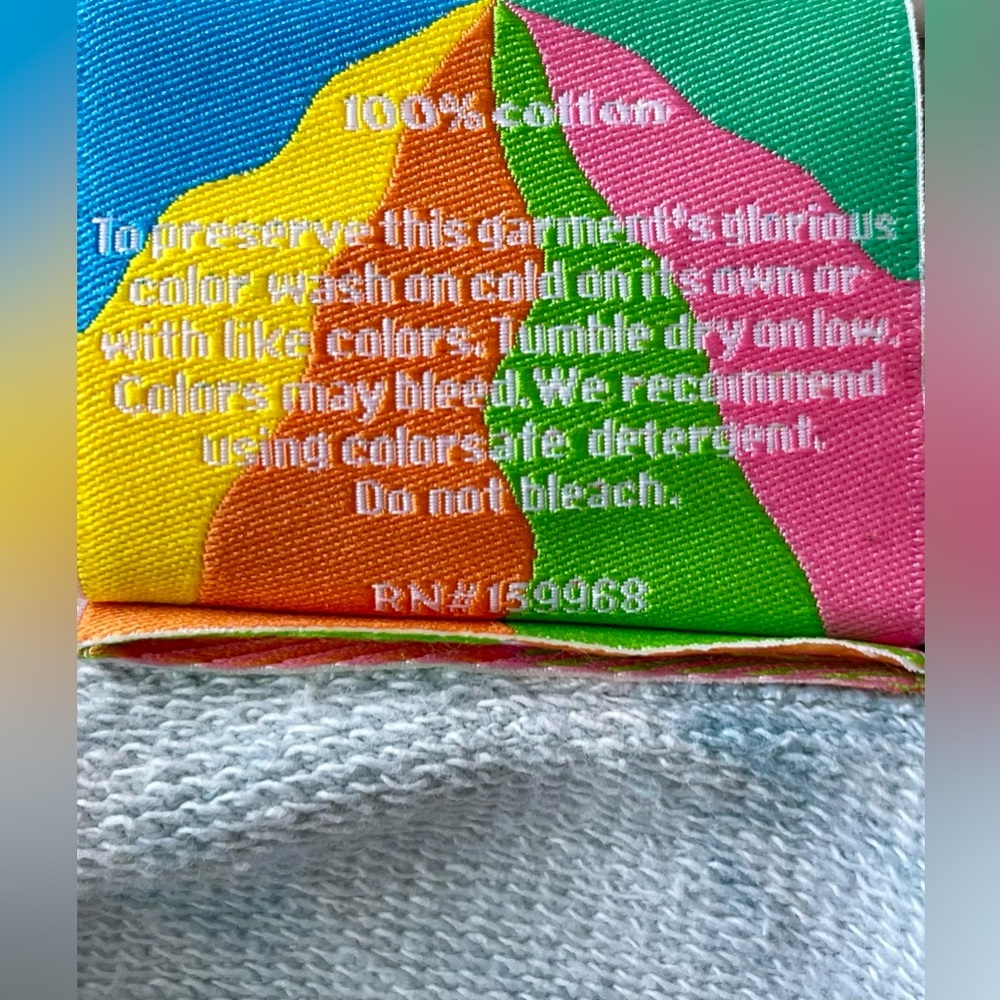 100% cotton
To preserve this garment's glorious
color wash on cold on its own or
with like colors. Tumble dry on low.
Colors may bleed. We recommend
using colorsafe detergent.
Do not bleach.
RN# 159968